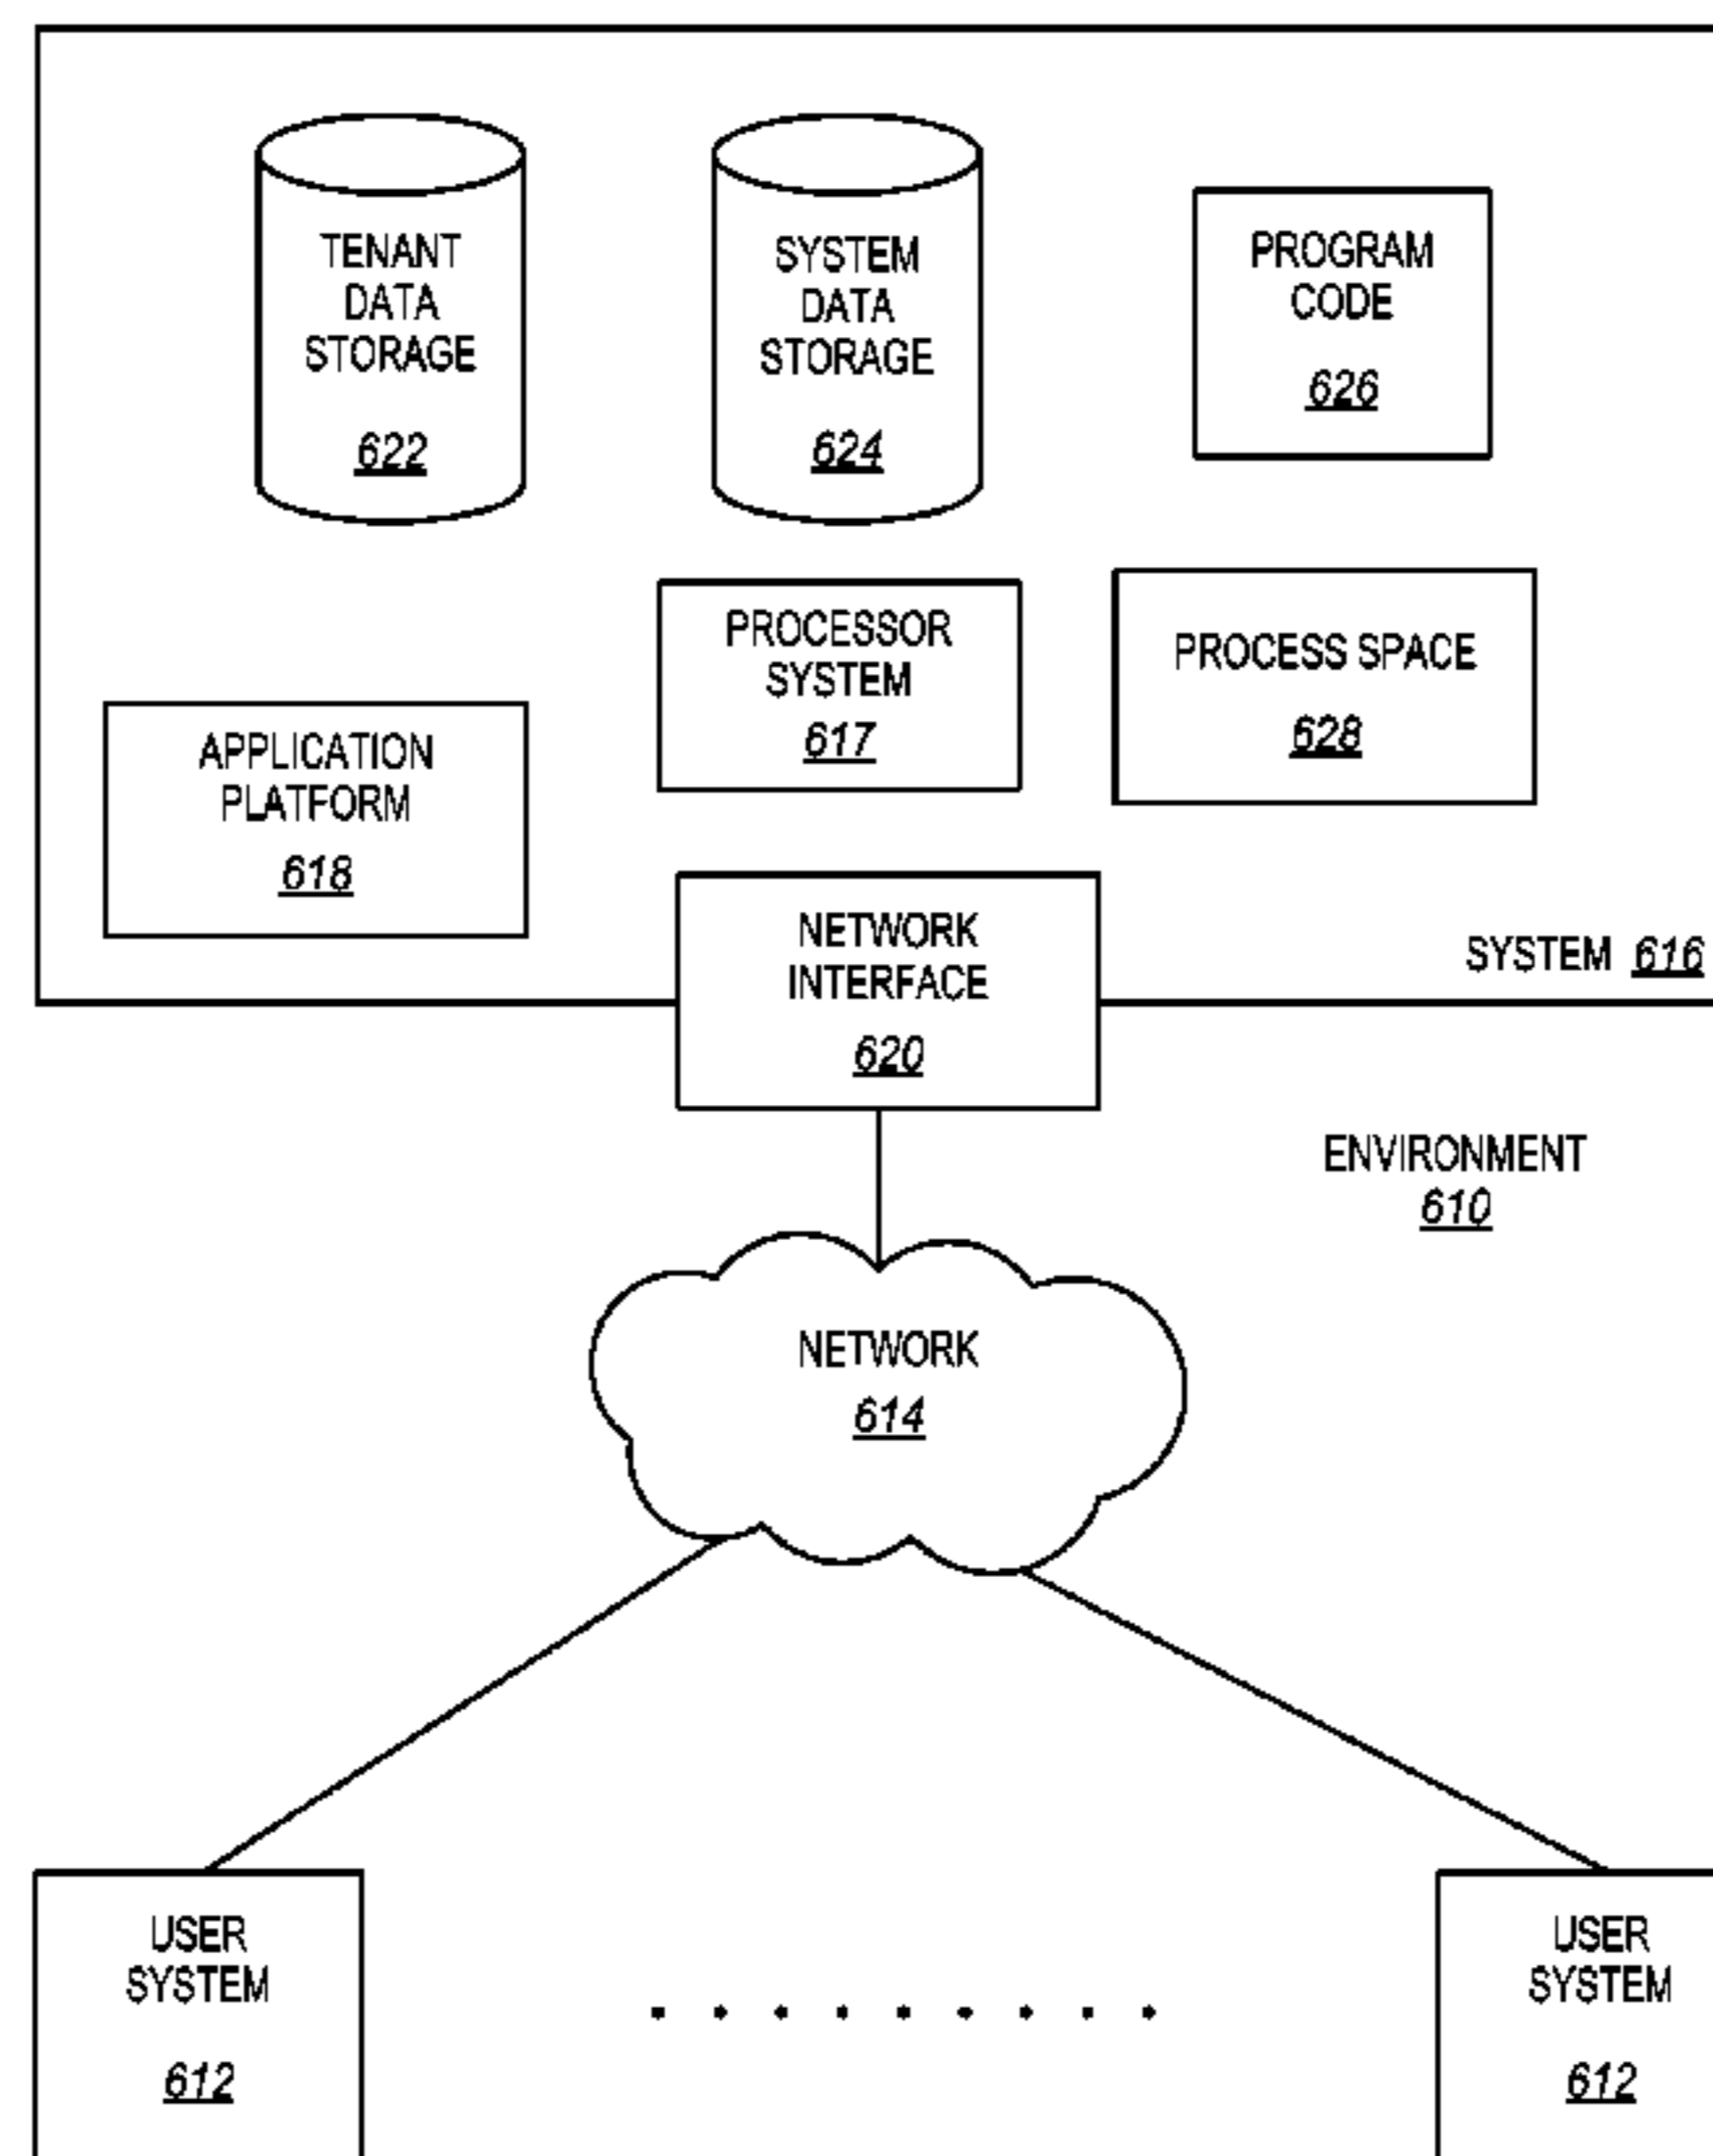 TENANT
DATA
STORAGE
622
SYSTEM
DATA
STORAGE
624
PROGRAM
CODE
626
PROCESSOR
SYSTEM
617
PROCESS SPACE
628
APPLICATION
PLATFORM
618
NETWORK
INTERFACE
620
SYSTEM 616
ENVIRONMENT
610
NETWORK
614
USER
SYSTEM
612
USER
SYSTEM
612